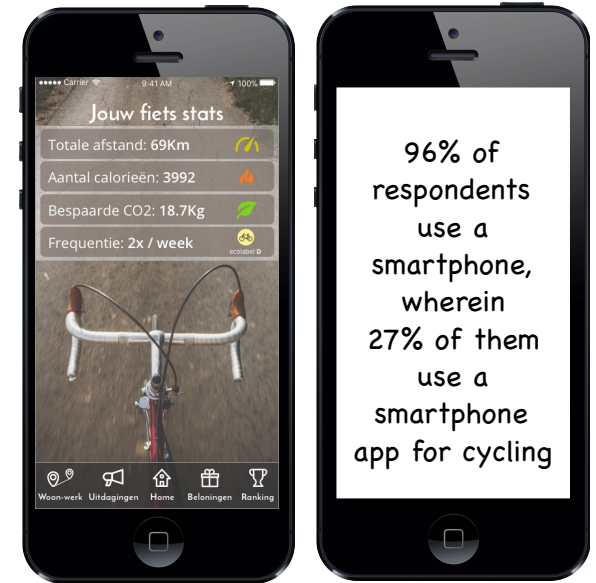 Carrier 9:41 AM 100%
Jouw fiets stats
Totale afstand: 69Km
Aantal calorieën: 3992
Bespaarde CO2: 18.7Kg
Frequentie: 2x / week
ecolabel D
Woon-werk Uitdagingen Home Beloningen Ranking
96% of
respondents
use a
smartphone,
wherein
27% of them
use a
smartphone
app for cycling